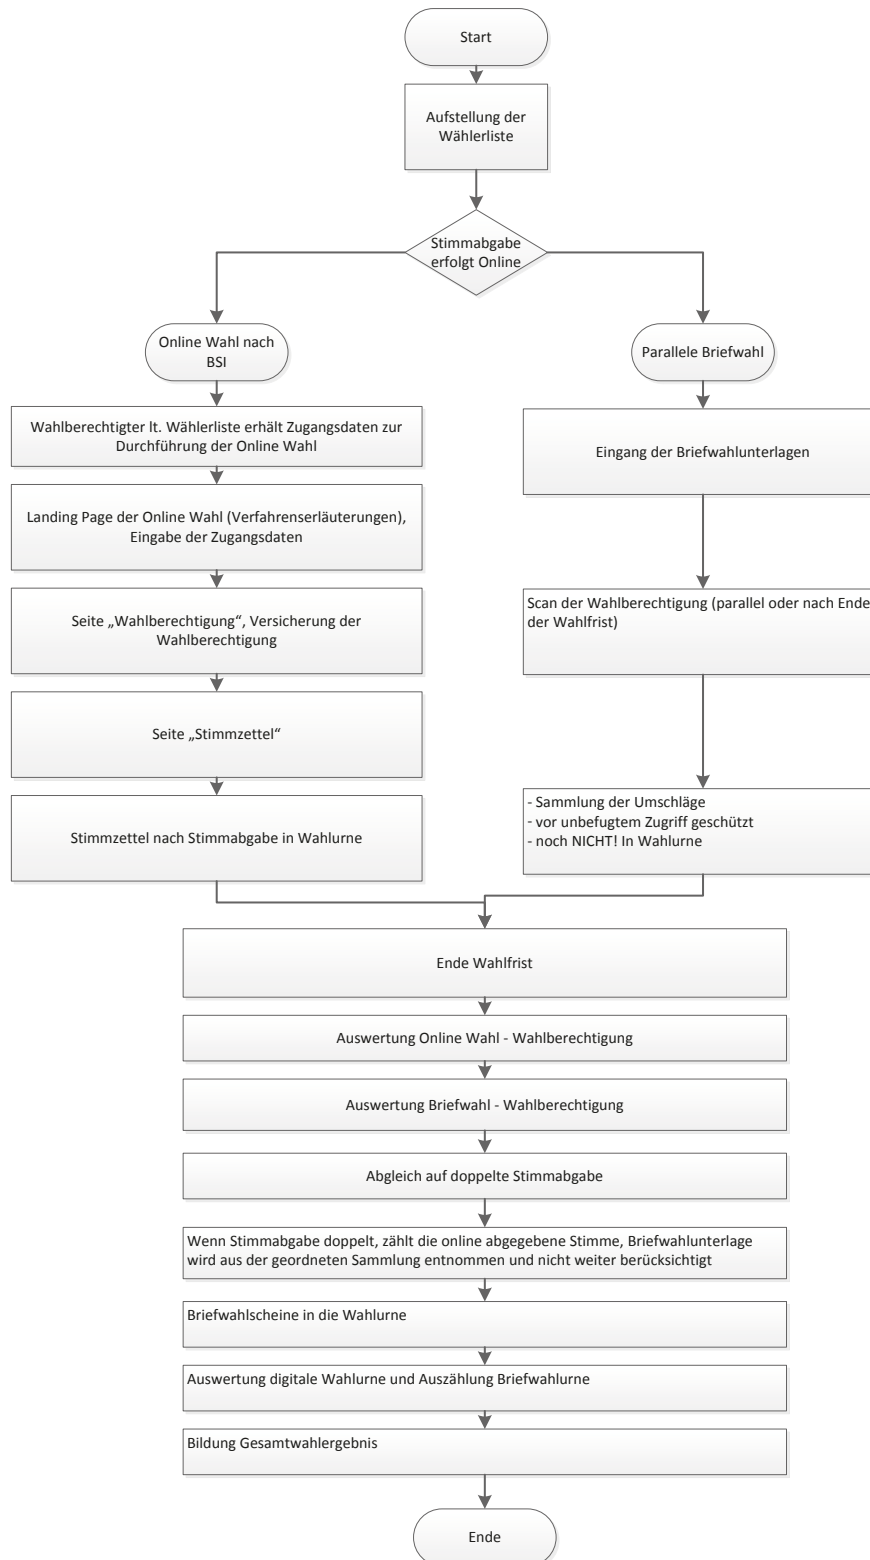 Start
Aufstellung der
Wählerliste
Stimmabgabe
erfolgt Online
Online Wahl nach
BSI
Wahlberechtigter lt. Wählerliste erhält Zugangsdaten zur
Durchführung der Online Wahl
Landing Page der Online Wahl (Verfahrenserläuterungen),
Eingabe der Zugangsdaten
Seite „Wahlberechtigung“, Versicherung der
Wahlberechtigung
Seite „Stimmzettel“
Stimmzettel nach Stimmabgabe in Wahlurne
Parallele Briefwahl
Eingang der Briefwahlunterlagen
Scan der Wahlberechtigung (parallel oder nach Ende
der Wahlfrist)
- Sammlung der Umschläge
- vor unbefugtem Zugriff geschützt
- noch NICHT! In Wahlurne
Ende Wahlfrist
Auswertung Online Wahl - Wahlberechtigung
Auswertung Briefwahl - Wahlberechtigung
Abgleich auf doppelte Stimmabgabe
Wenn Stimmabgabe doppelt, zählt die online abgegebene Stimme, Briefwahlunterlage
wird aus der geordneten Sammlung entnommen und nicht weiter berücksichtigt
Briefwahlscheine in die Wahlurne
Auswertung digitale Wahlurne und Auszählung Briefwahlurne
Bildung Gesamtwahlergebnis
Ende